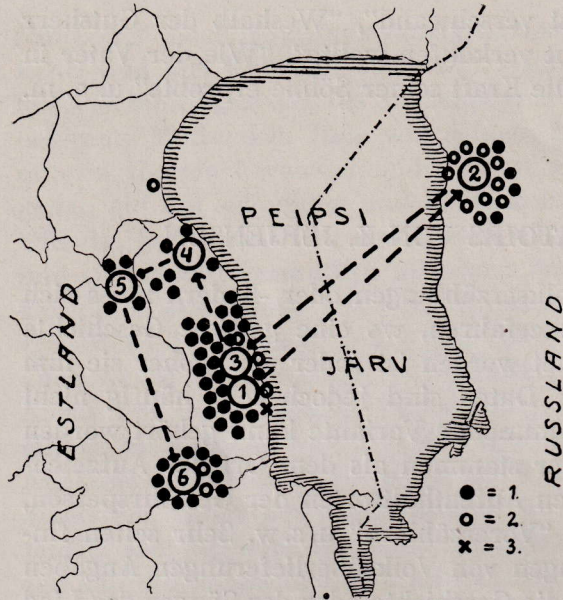 2
PEIPSI
4
5
3
JÄRV
1
ESTLAND
RUSSLAND
6
● 1.
○ = 2.
× = 3.